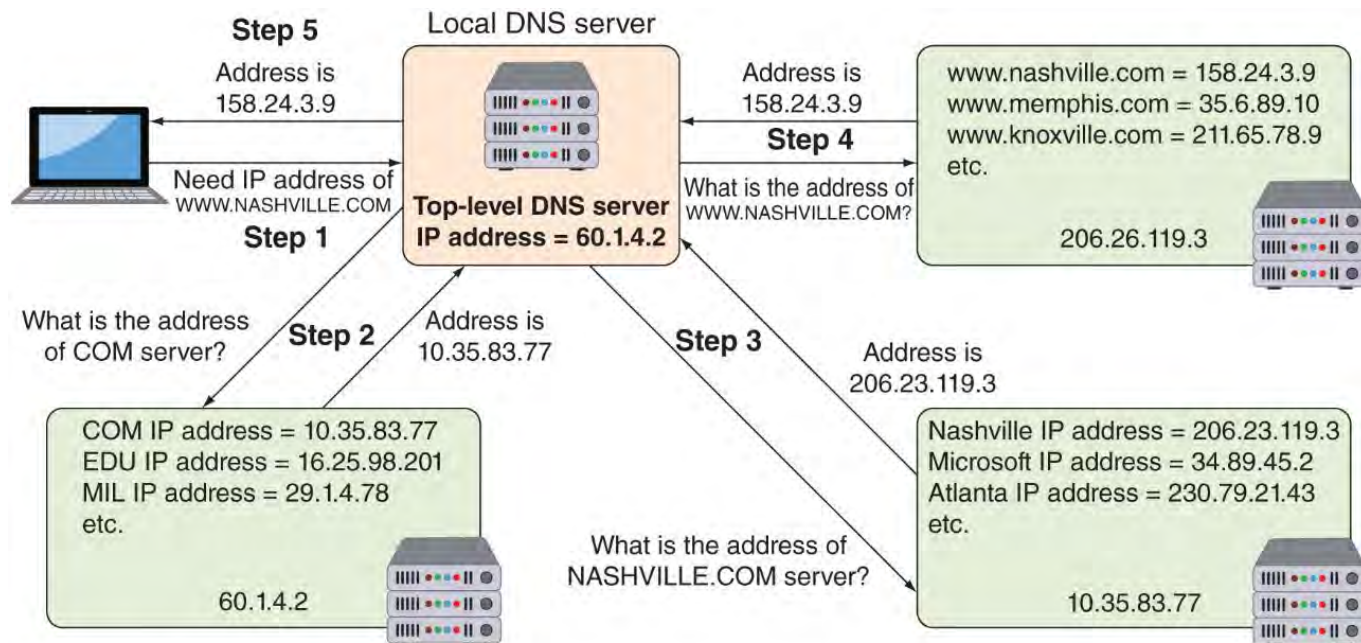 Step 5
Local DNS server
Address is
158.24.3.9
Need IP address of
WWW.NASHVILLE.COM
Step 1
Top-level DNS server
IP address = 60.1.4.2
Address is
158.24.3.9
Step 4
What is the address of
WWW.NASHVILLE.COM?
www.nashville.com = 158.24.3.9
www.memphis.com = 35.6.89.10
www.knoxville.com = 211.65.78.9
etc.
206.26.119.3
What is the address
of COM server?
Step 2
Address is
10.35.83.77
Step 3
Address is
206.23.119.3
COM IP address = 10.35.83.77
EDU IP address = 16.25.98.201
MIL IP address = 29.1.4.78
etc.
60.1.4.2
What is the address of
NASHVILLE.COM server?
Nashville IP address = 206.23.119.3
Microsoft IP address = 34.89.45.2
Atlanta IP address = 230.79.21.43
etc.
10.35.83.77